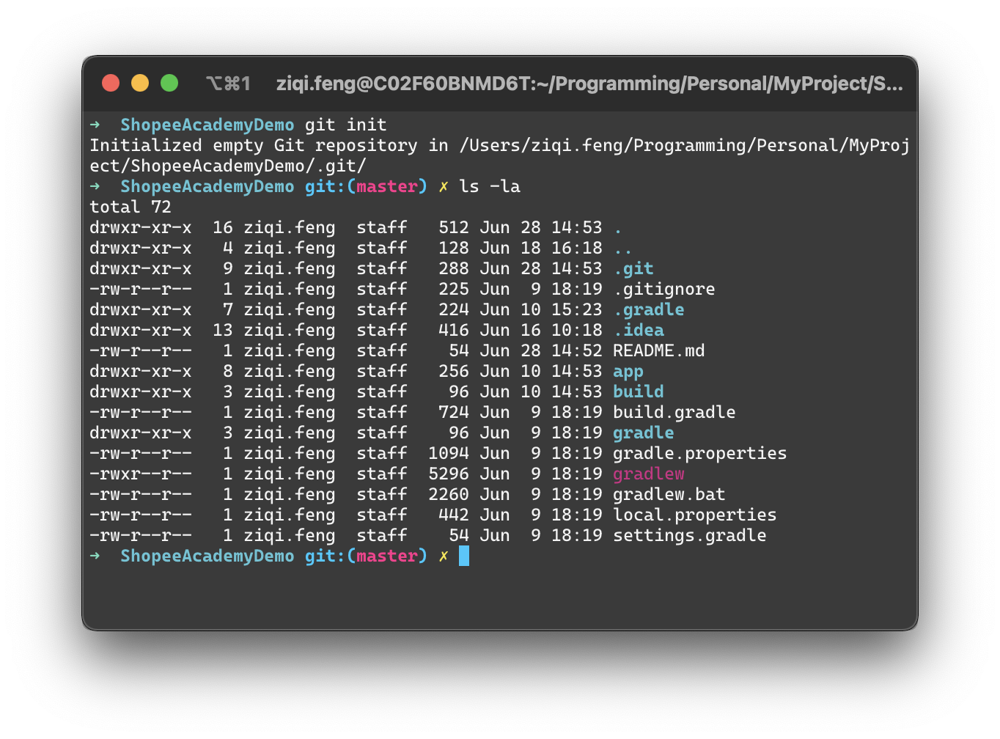 ⌥⌘1 ziqi.feng@C02F60BNMD6T:~/Programming/Personal/MyProject/S...
➜  ShopeeAcademyDemo git init
Initialized empty Git repository in /Users/ziqi.feng/Programming/Personal/MyProj
ect/ShopeeAcademyDemo/.git/
➜  ShopeeAcademyDemo git:(master) ✗ ls -la
total 72
drwxr-xr-x  16 ziqi.feng  staff   512 Jun 28 14:53 .
drwxr-xr-x   4 ziqi.feng  staff   128 Jun 18 16:18 ..
drwxr-xr-x   9 ziqi.feng  staff   288 Jun 28 14:53 .git
-rw-r--r--   1 ziqi.feng  staff   225 Jun  9 18:19 .gitignore
drwxr-xr-x   7 ziqi.feng  staff   224 Jun 10 15:23 .gradle
drwxr-xr-x  13 ziqi.feng  staff   416 Jun 16 10:18 .idea
-rw-r--r--   1 ziqi.feng  staff    54 Jun 28 14:52 README.md
drwxr-xr-x   8 ziqi.feng  staff   256 Jun 10 14:53 app
drwxr-xr-x   3 ziqi.feng  staff    96 Jun 10 14:53 build
-rw-r--r--   1 ziqi.feng  staff   724 Jun  9 18:19 build.gradle
drwxr-xr-x   3 ziqi.feng  staff    96 Jun  9 18:19 gradle
-rw-r--r--   1 ziqi.feng  staff  1094 Jun  9 18:19 gradle.properties
-rwxr--r--   1 ziqi.feng  staff  5296 Jun  9 18:19 gradlew
-rw-r--r--   1 ziqi.feng  staff  2260 Jun  9 18:19 gradlew.bat
-rw-r--r--   1 ziqi.feng  staff   442 Jun  9 18:19 local.properties
-rw-r--r--   1 ziqi.feng  staff    54 Jun  9 18:19 settings.gradle
➜  ShopeeAcademyDemo git:(master) ✗